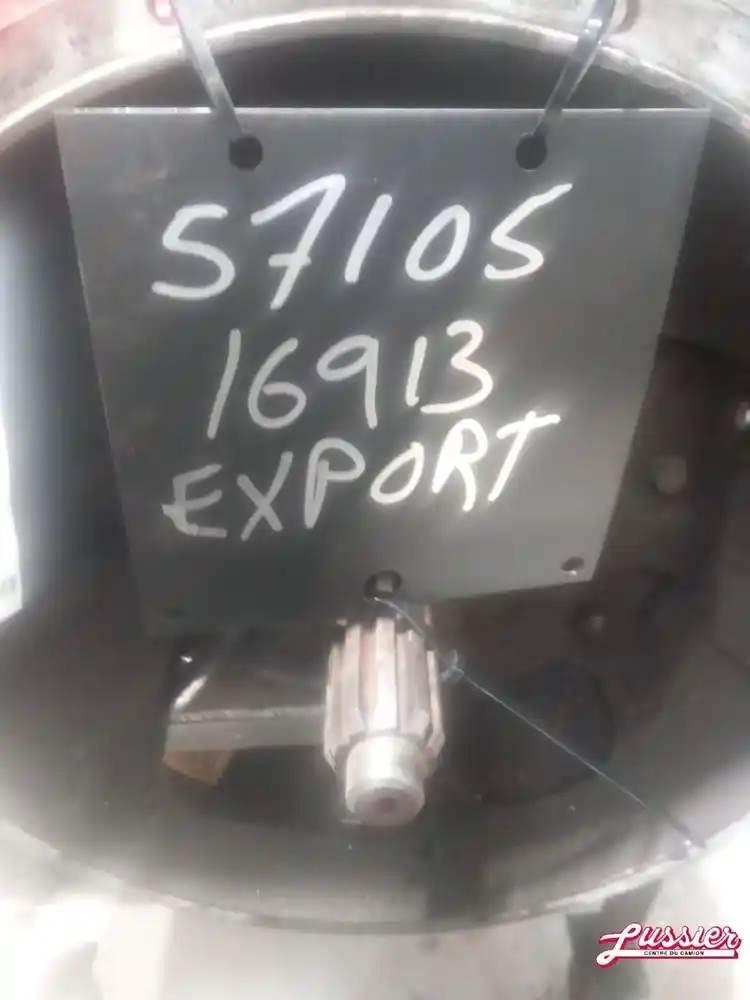 57105
16913
EXPORT
Lussier
CENTRE DU CAMION